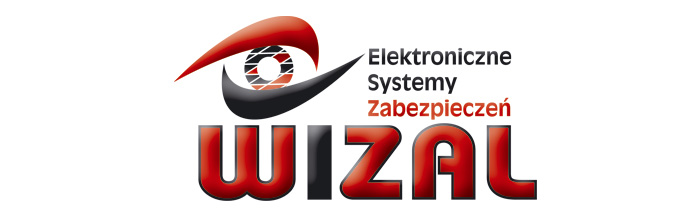 Elektroniczne
Systemy
Zabezpieczeń
WIZAL